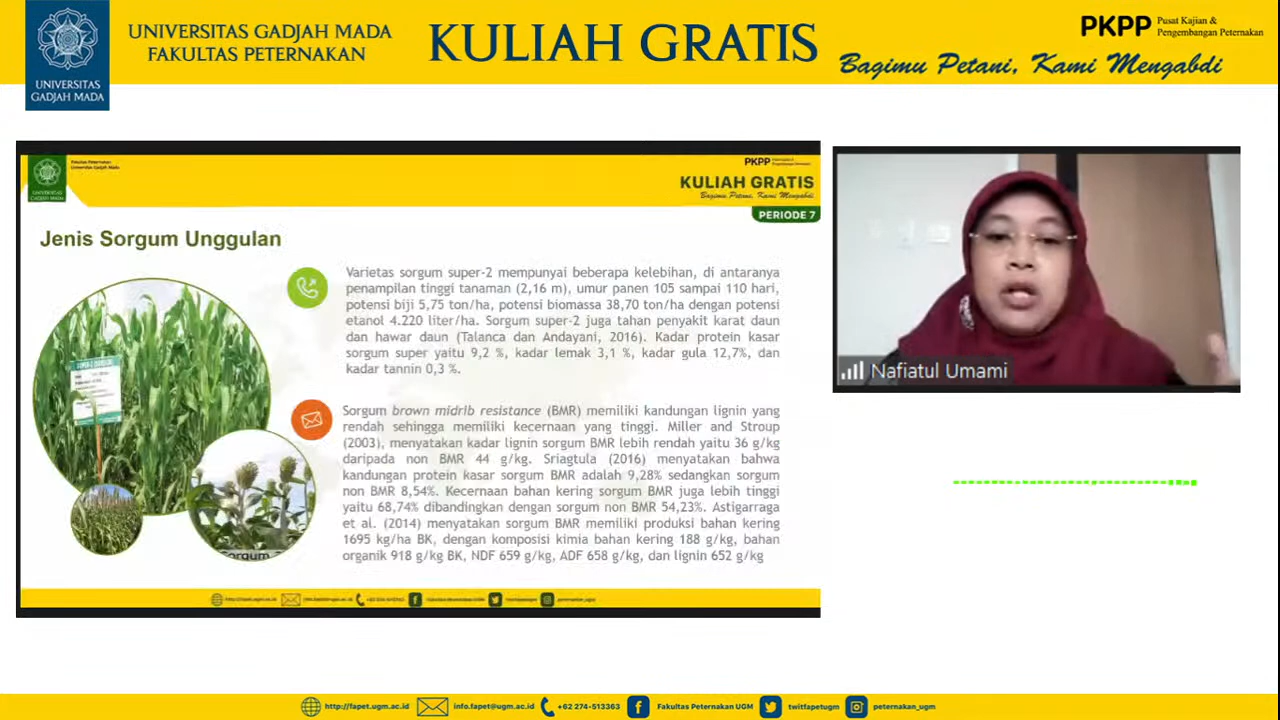 UNIVERSITAS GADJAH MADA
FAKULTAS PETERNAKAN
UNIVERSITAS
GADJAH MADA
KULIAH GRATIS
PKPP
Pusat Kajian &
Pengembangan Peternakan
Bagimu Petani, Kami Mengabdi
Fakultas Peternakan
Universitas Gadjah Mada
PKPP
KULIAH GRATIS
Bagimu Petani, Kami Mengabdi
PERIODE 7
Jenis Sorgum Unggulan
Varietas sorgum super-2 mempunyai beberapa kelebihan, di antaranya
penampilan tinggi tanaman (2,16 m), umur panen 105 sampai 110 hari,
potensi biji 5,75 ton/ha, potensi biomassa 38,70 ton/ha dengan potensi
etanol 4.220 liter/ha. Sorgum super-2 juga tahan penyakit karat daun
dan hawar daun (Talanca dan Andayani, 2016). Kadar protein kasar
sorgum super yaitu 9,2 %, kadar lemak 3,1 %, kadar gula 12,7%, dan
kadar tannin 0,3 %.
Sorgum brown midrib resistance (BMR) memiliki kandungan lignin yang
rendah sehingga memiliki kecernaan yang tinggi. Miller and Stroup
(2003), menyatakan kadar lignin sorgum BMR lebih rendah yaitu 36 g/kg
daripada non BMR 44 g/kg. Sriagtula (2016) menyatakan bahwa
kandungan protein kasar sorgum BMR adalah 9,28% sedangkan sorgum
non BMR 8,54%. Kecernaan bahan kering sorgum BMR juga lebih tinggi
yaitu 68,74% dibandingkan dengan sorgum non BMR 54,23%. Astigarraga
et al. (2014) menyatakan sorgum BMR memiliki produksi bahan kering
1695 kg/ha BK, dengan komposisi kimia bahan kering 188 g/kg, bahan
organik 918 g/kg BK, NDF 659 g/kg, ADF 658 g/kg, dan lignin 652 g/kg
Nafiatul Umami
http://fapet.ugm.ac.id
info.fapet@ugm.ac.id
+62 274-513363
Fakultas Peternakan UGM
twitfapetugm
peternakan_ugm